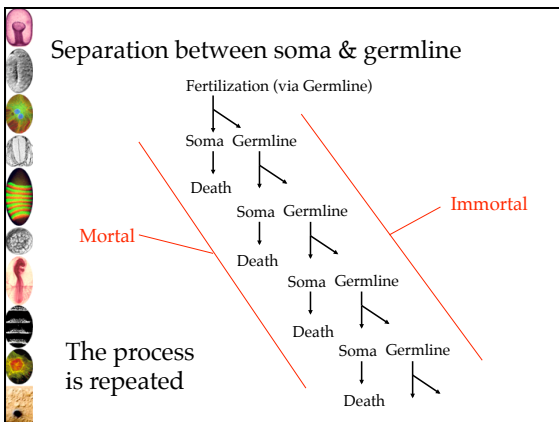 Separation between soma & germline
Fertilization (via Germline)
Soma Germline
Death
Soma Germline
Immortal
Mortal
Death
Soma Germline
Death
The process
is repeated
Soma Germline
Death